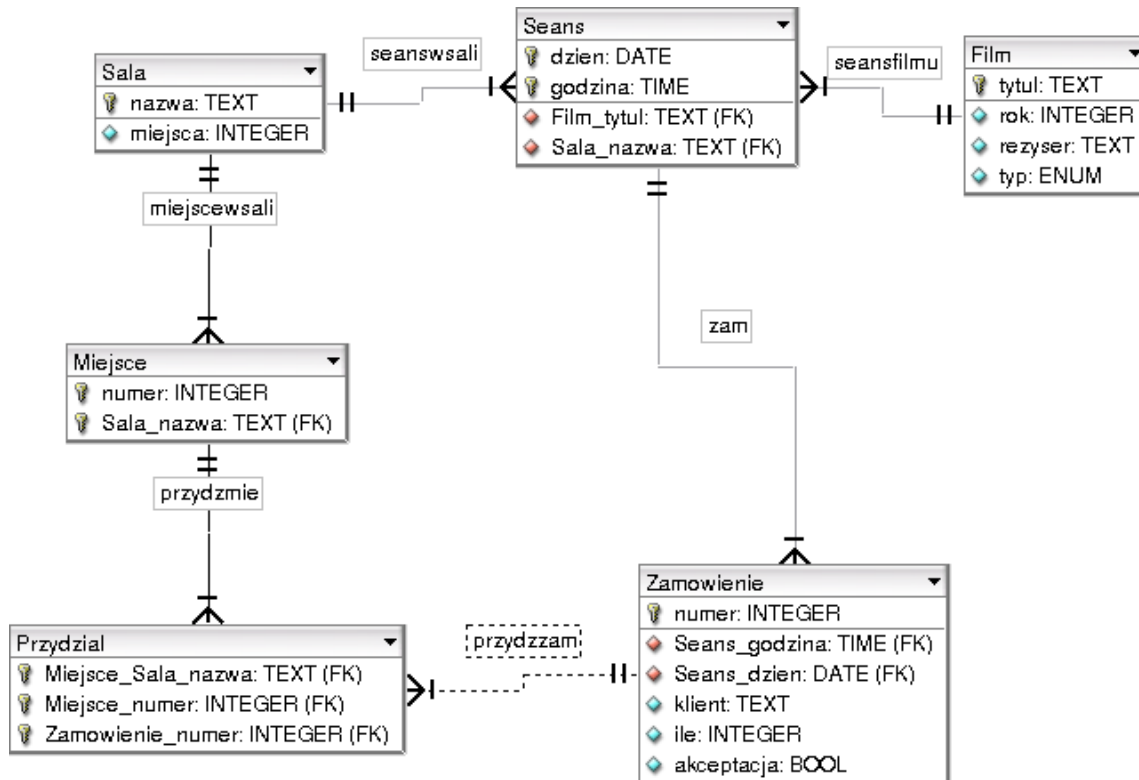 Sala
nazwa: TEXT
miejsca: INTEGER
seanswsali
Seans
dzien: DATE
godzina: TIME
Film_tytul: TEXT (FK)
Sala_nazwa: TEXT (FK)
seansfilmu
Film
tytul: TEXT
rok: INTEGER
rezyser: TEXT
typ: ENUM
miejscewsali
zam
Miejsce
numer: INTEGER
Sala_nazwa: TEXT (FK)
przydzmie
Przydzial
Miejsce_Sala_nazwa: TEXT (FK)
Miejsce_numer: INTEGER (FK)
Zamowienie_numer: INTEGER (FK)
przydzzam
Zamowienie
numer: INTEGER
Seans_godzina: TIME (FK)
Seans_dzien: DATE (FK)
klient: TEXT
ile: INTEGER
akceptacja: BOOL